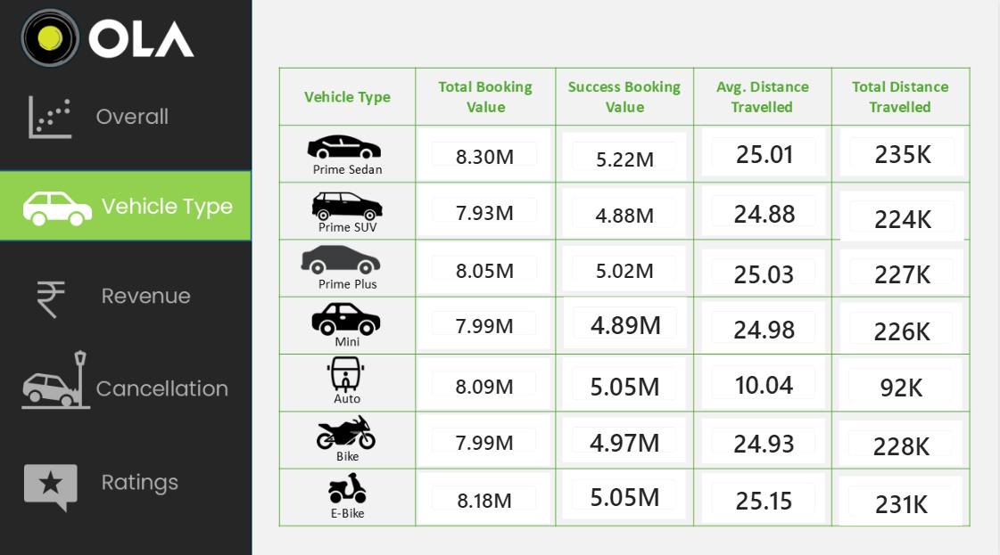 OLA
Overall
Vehicle Type
Revenue
Cancellation
Ratings
Vehicle Type
Total Booking
Value
Success Booking
Value
Avg. Distance
Travelled
Total Distance
Travelled
Prime Sedan
8.30M
5.22M
25.01
235K
Prime SUV
7.93M
4.88M
24.88
224K
Prime Plus
8.05M
5.02M
25.03
227K
Mini
7.99M
4.89M
24.98
226K
Auto
8.09M
5.05M
10.04
92K
Bike
7.99M
4.97M
24.93
228K
E-Bike
8.18M
5.05M
25.15
231K